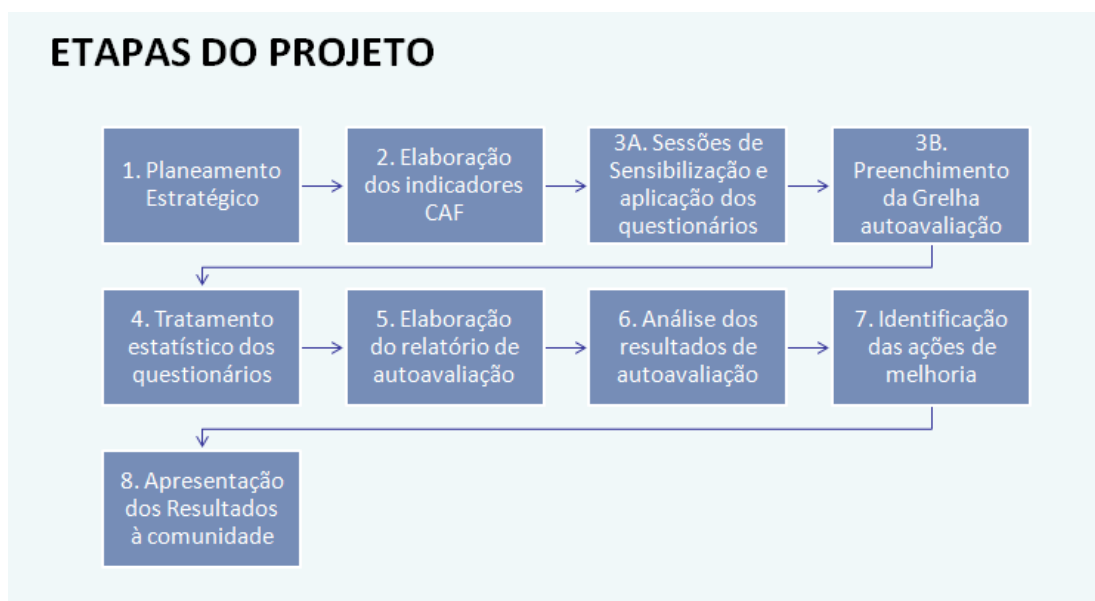 ETAPAS DO PROJETO
1. Planeamento
Estratégico
2. Elaboração
dos indicadores
CAF
3A. Sessões de
Sensibilização e
aplicação dos
questionários
3B.
Preenchimento
da Grelha
autoavaliação
4. Tratamento
estatístico dos
questionários
5. Elaboração
do relatório de
autoavaliação
6. Análise dos
resultados de
autoavaliação
7. Identificação
das ações de
melhoria
8. Apresentação
dos Resultados
à comunidade